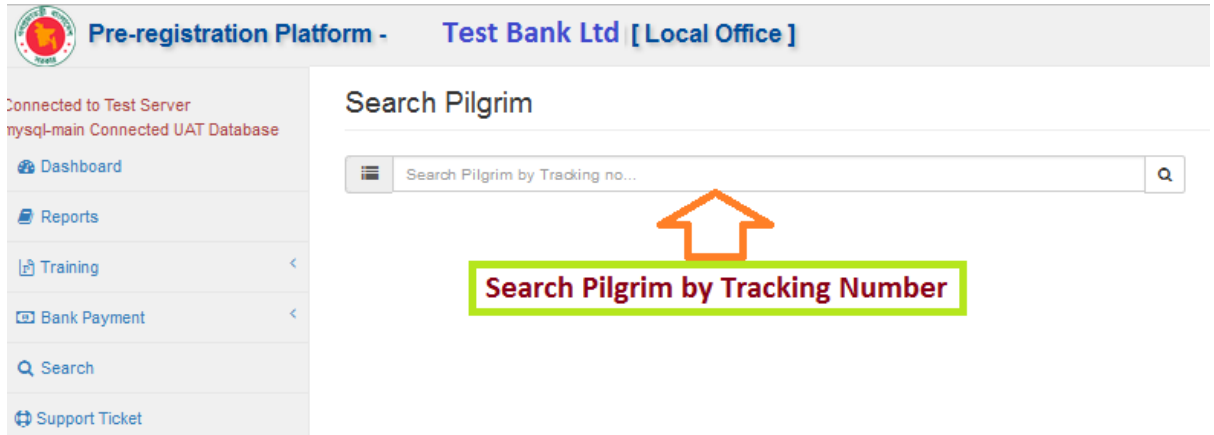 Pre-registration Platform - Test Bank Ltd [ Local Office ]
Connected to Test Server
mysql-main Connected UAT Database
Dashboard
Reports
Training
Bank Payment
Search
Support Ticket
Search Pilgrim
Search Pilgrim by Tracking no...
Search Pilgrim by Tracking Number